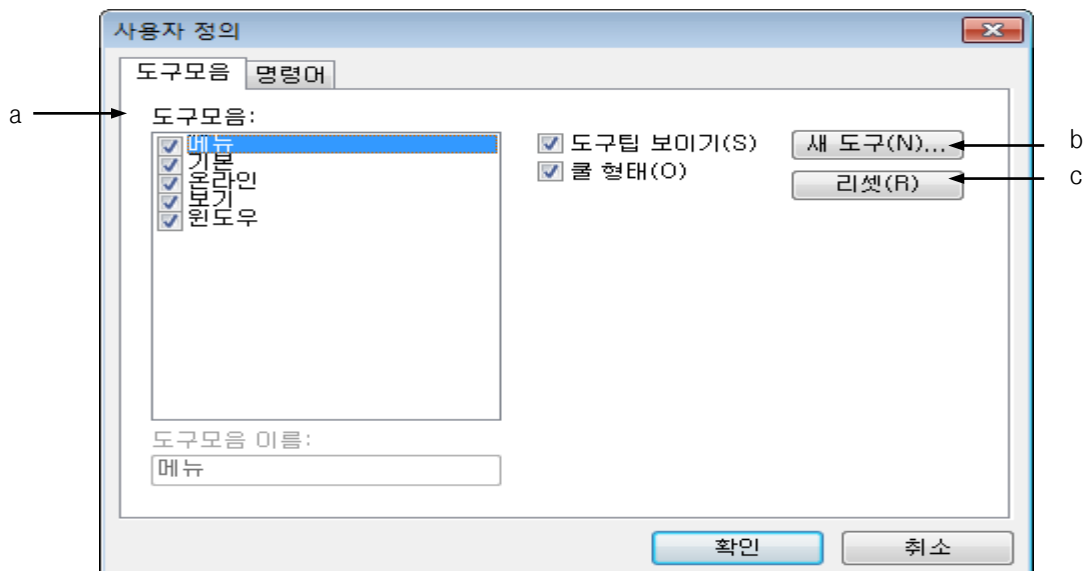 사용자 정의
도구모음 명령어
a
도구모음:
메뉴
기본
온라인
보기
윈도우
도구팁 보이기(S)
쿨 형태(O)
새 도구(N)...
b
리셋(R)
c
도구모음 이름:
메뉴
확인 취소